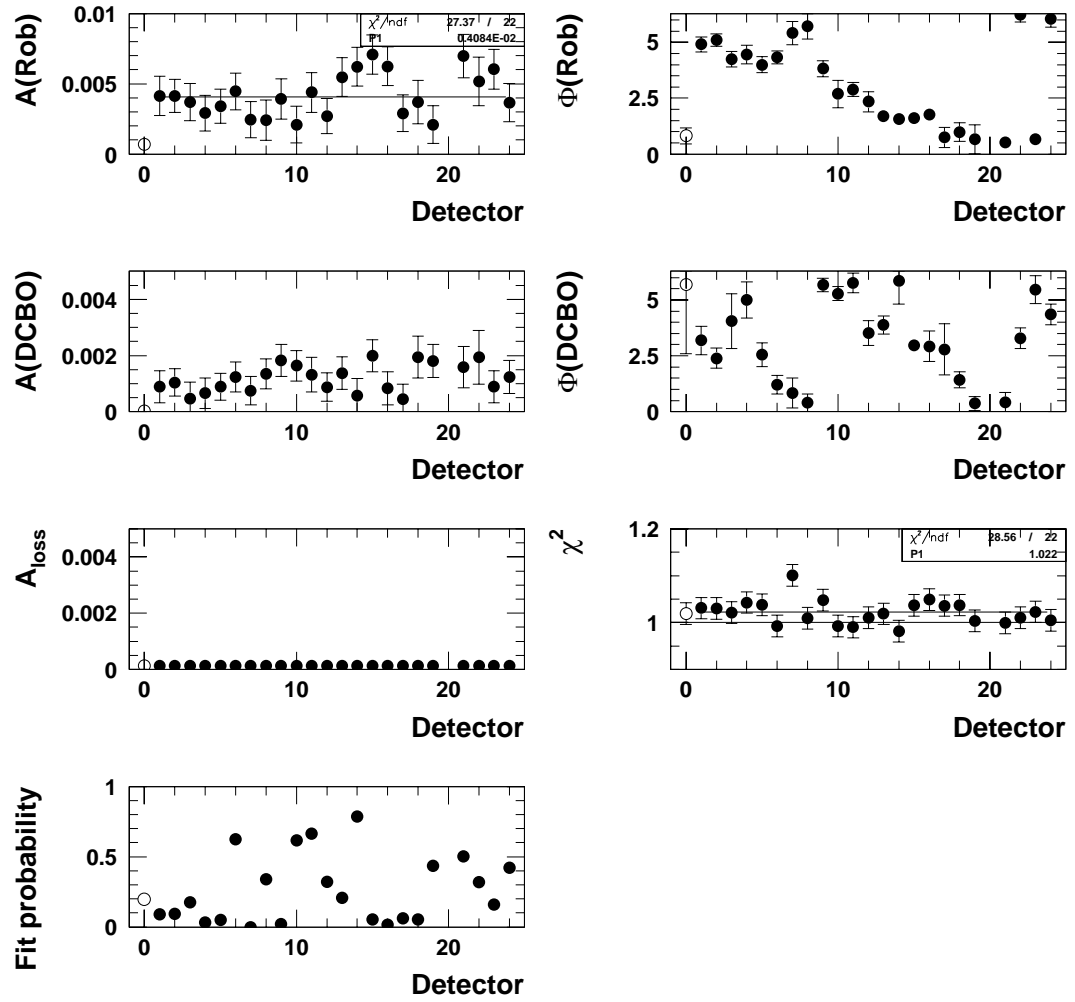 A(Rob)
0.01
0.005
0
χ²/ndf 27.37 / 22
P1 0.4084E-02
0 10 20
Detector
Φ(Rob)
5
2.5
0
0 10 20
Detector
A(DCBO)
0.004
0.002
0
0 10 20
Detector
Φ(DCBO)
5
2.5
0
0 10 20
Detector
A_loss
0.004
0.002
0
0 10 20
Detector
χ²
1.2
1
χ²/ndf 28.56 / 22
P1 1.022
0 20
Detector
Fit probability
1
0.5
0
0 10 20
Detector